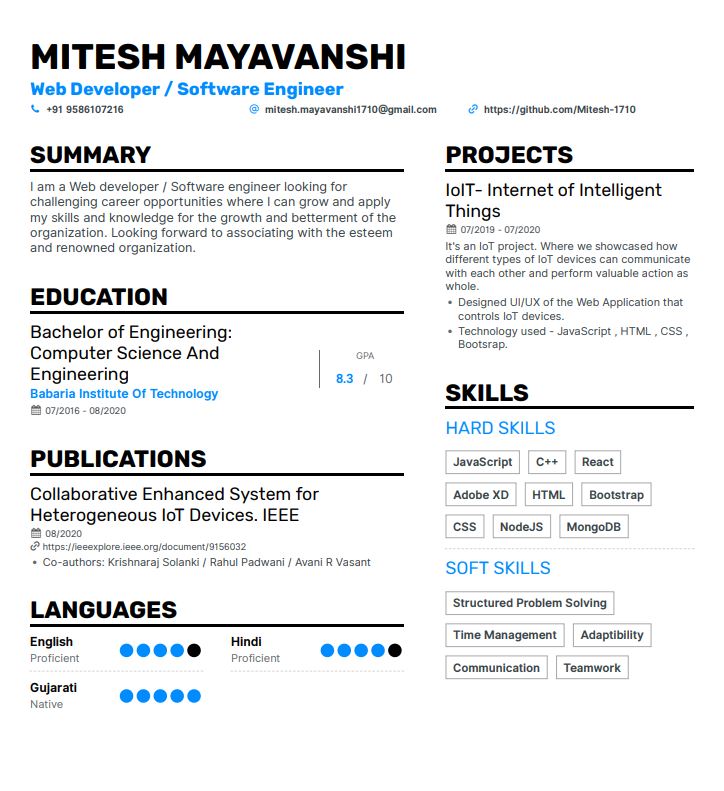 MITESH MAYAVANSHI
Web Developer / Software Engineer
+91 9586107216
mitesh.mayavanshi1710@gmail.com
https://github.com/Mitesh-1710
SUMMARY
I am a Web developer / Software engineer looking for
challenging career opportunities where I can grow and apply
my skills and knowledge for the growth and betterment of the
organization. Looking forward to associating with the esteem
and renowned organization.
EDUCATION
Bachelor of Engineering:
Computer Science And
Engineering
Babaria Institute Of Technology
07/2016 - 08/2020
GPA
8.3 / 10
PUBLICATIONS
Collaborative Enhanced System for
Heterogeneous IoT Devices. IEEE
08/2020
https://ieeexplore.ieee.org/document/9156032
• Co-authors: Krishnaraj Solanki / Rahul Padwani / Avani R Vasant
LANGUAGES
English
Proficient
Hindi
Proficient
Gujarati
Native
PROJECTS
IoIT- Internet of Intelligent
Things
07/2019 - 07/2020
It's an IoT project. Where we showcased how
different types of IoT devices can communicate
with each other and perform valuable action as
whole.
• Designed UI/UX of the Web Application that
controls IoT devices.
• Technology used - JavaScript , HTML , CSS ,
Bootsrap.
SKILLS
HARD SKILLS
JavaScript C++ React
Adobe XD HTML Bootstrap
CSS NodeJS MongoDB
SOFT SKILLS
Structured Problem Solving
Time Management Adaptibility
Communication Teamwork